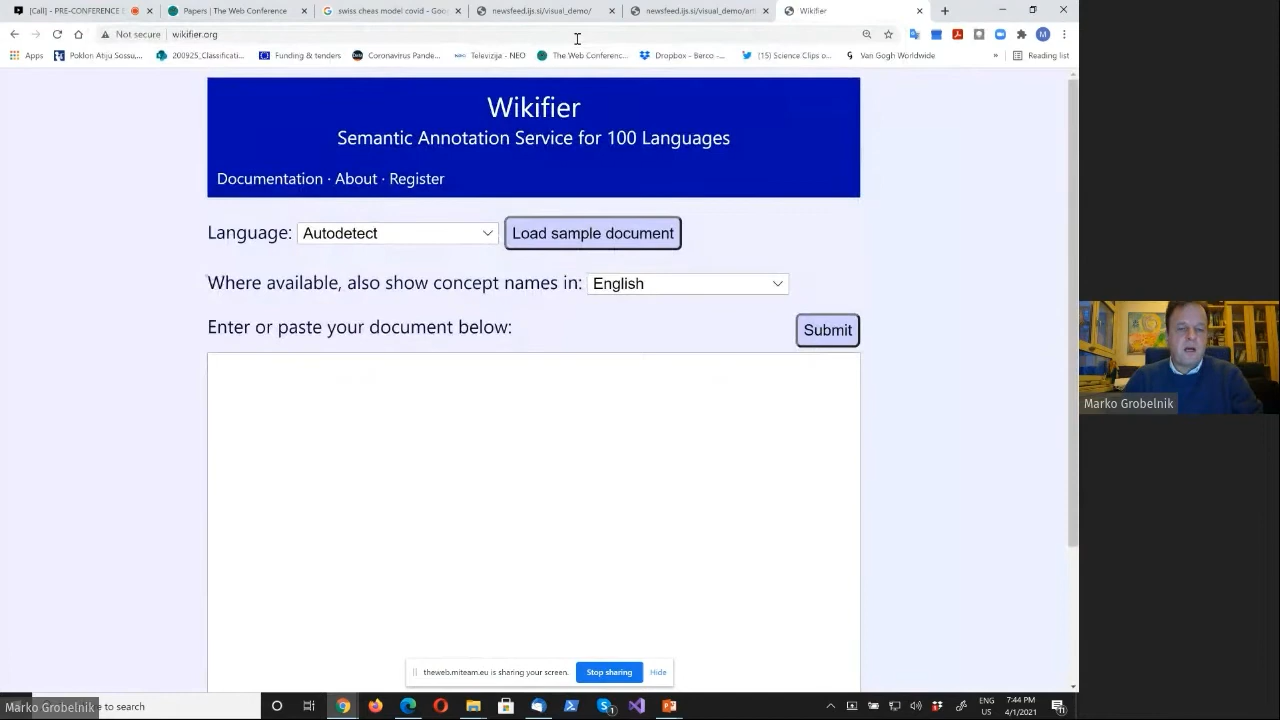 [Call] - PRE-CONFERENCE E
Papers | The Web Conference
swiss cheas model covid - Goo
newsfeed.ijs.si/visual_demo/
newsfeed.ijs.si/visual_demo/art
Wikifier
Not secure | wikifier.org
Apps
Poklon Atiju Sossu,...
200925_Classificati...
Funding & tenders
Coronavirus Pande...
Televizija - NEO
The Web Conferenc...
Dropbox - Berco -...
(15) Science Clips o...
Van Gogh Worldwide
»
Reading list
Wikifier
Semantic Annotation Service for 100 Languages
Documentation · About · Register
Language: Autodetect Load sample document
Where available, also show concept names in: English
Enter or paste your document below: Submit
Marko Grobelnik
theweb.miteam.eu is sharing your screen. Stop sharing Hide
Marko Grobelnik
e to search
ENG
US
7:44 PM
4/1/2021